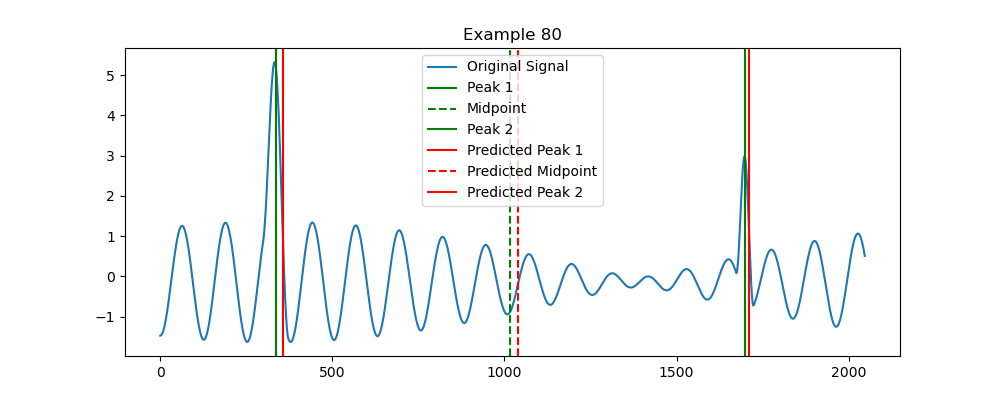 Example 80
Original Signal
Peak 1
Midpoint
Peak 2
Predicted Peak 1
Predicted Midpoint
Predicted Peak 2
5
4
3
2
1
0
−1
0 500 1000 1500 2000